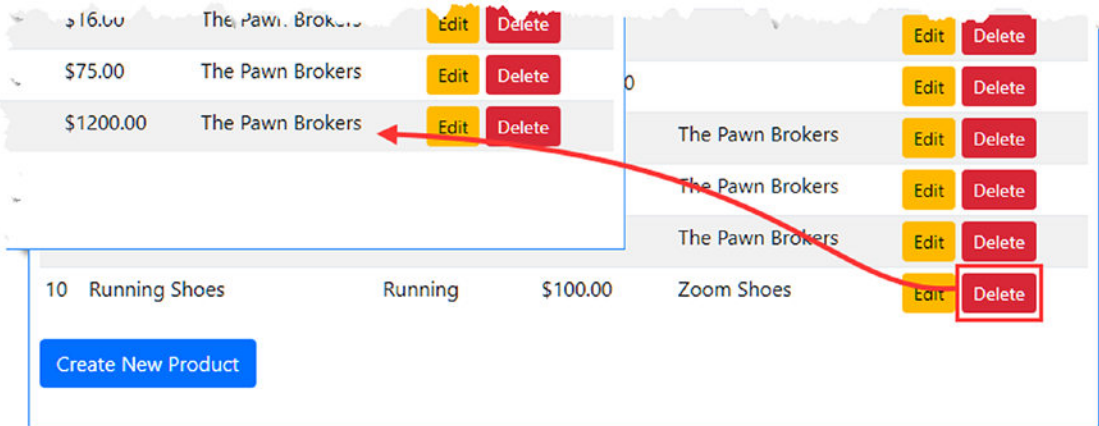 $16.00 The Pawn Brokers Edit Delete
$75.00 The Pawn Brokers Edit Delete
$1200.00 The Pawn Brokers Edit Delete
Edit Delete
0 Edit Delete
The Pawn Brokers Edit Delete
The Pawn Brokers Edit Delete
The Pawn Brokers Edit Delete
10 Running Shoes Running $100.00 Zoom Shoes Edit Delete
Create New Product